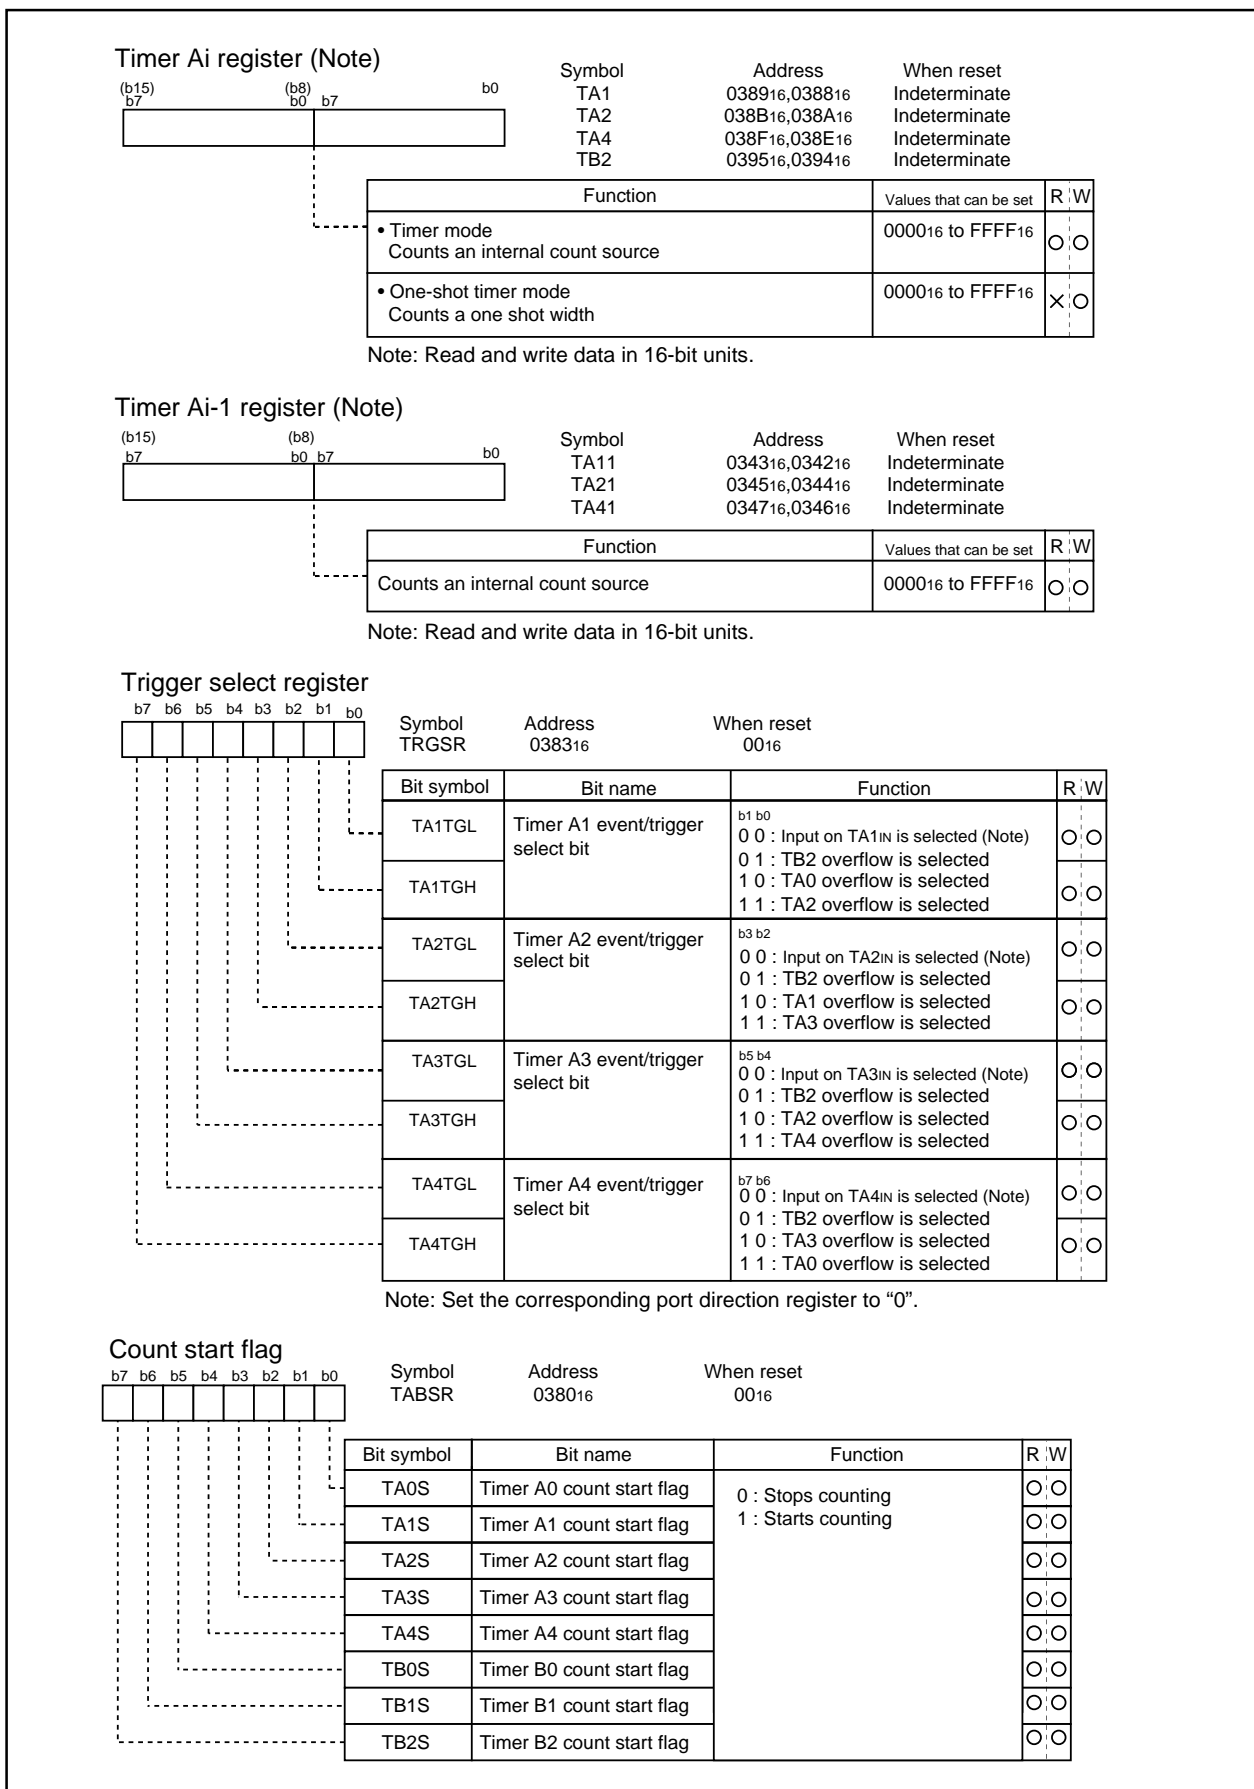 Timer Ai register (Note)
Symbol Address When reset
(b15) (b8)
b7 b0 b7 b0
TA1 038916,038816 Indeterminate
TA2 038B16,038A16 Indeterminate
TA4 038F16,038E16 Indeterminate
TB2 039516,039416 Indeterminate
Function Values that can be set R W
• Timer mode 000016 to FFFF16
Counts an internal count source
• One-shot timer mode 000016 to FFFF16
Counts a one shot width
Note: Read and write data in 16-bit units.
Timer Ai-1 register (Note)
(b15) (b8)
b7 b0 b7 b0
Symbol Address When reset
TA11 034316,034216 Indeterminate
TA21 034516,034416 Indeterminate
TA41 034716,034616 Indeterminate
Function Values that can be set R W
Counts an internal count source 000016 to FFFF16
Note: Read and write data in 16-bit units.
Trigger select register
b7 b6 b5 b4 b3 b2 b1 b0
Symbol Address When reset
TRGSR 038316 0016
Bit symbol Bit name Function R W
TA1TGL Timer A1 event/trigger
select bit
b1 b0
0 0 : Input on TA1IN is selected (Note)
0 1 : TB2 overflow is selected
TA1TGH 1 0 : TA0 overflow is selected
1 1 : TA2 overflow is selected
TA2TGL Timer A2 event/trigger
select bit
b3 b2
0 0 : Input on TA2IN is selected (Note)
0 1 : TB2 overflow is selected
TA2TGH 1 0 : TA1 overflow is selected
1 1 : TA3 overflow is selected
TA3TGL Timer A3 event/trigger
select bit
b5 b4
0 0 : Input on TA3IN is selected (Note)
0 1 : TB2 overflow is selected
TA3TGH 1 0 : TA2 overflow is selected
1 1 : TA4 overflow is selected
TA4TGL Timer A4 event/trigger
select bit
b7 b6
0 0 : Input on TA4IN is selected (Note)
0 1 : TB2 overflow is selected
TA4TGH 1 0 : TA3 overflow is selected
1 1 : TA0 overflow is selected
Note: Set the corresponding port direction register to “0”.
Count start flag
b7 b6 b5 b4 b3 b2 b1 b0
Symbol Address When reset
TABSR 038016 0016
Bit symbol Bit name Function R W
TA0S Timer A0 count start flag 0 : Stops counting
TA1S Timer A1 count start flag 1 : Starts counting
TA2S Timer A2 count start flag
TA3S Timer A3 count start flag
TA4S Timer A4 count start flag
TB0S Timer B0 count start flag
TB1S Timer B1 count start flag
TB2S Timer B2 count start flag